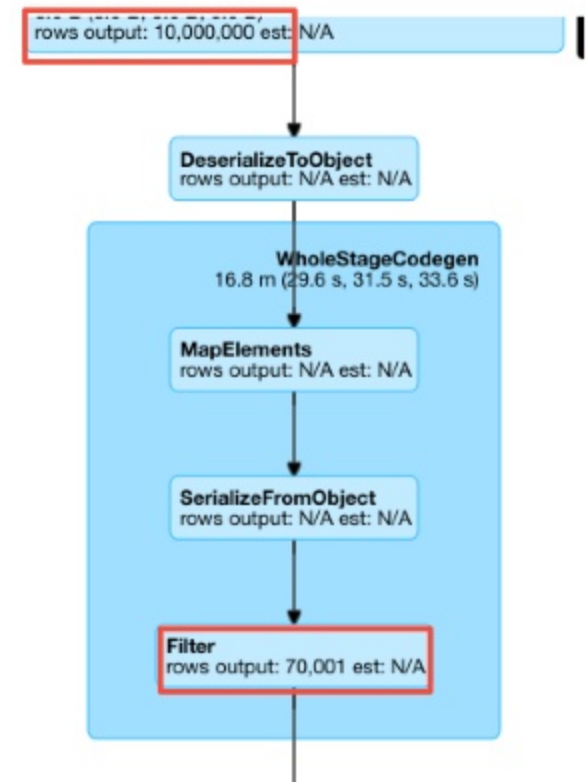 rows output: 10,000,000 est: N/A
DeserializeToObject
rows output: N/A est: N/A
WholeStageCodegen
16.8 m (29.6 s, 31.5 s, 33.6 s)
MapElements
rows output: N/A est: N/A
SerializeFromObject
rows output: N/A est: N/A
Filter
rows output: 70,001 est: N/A